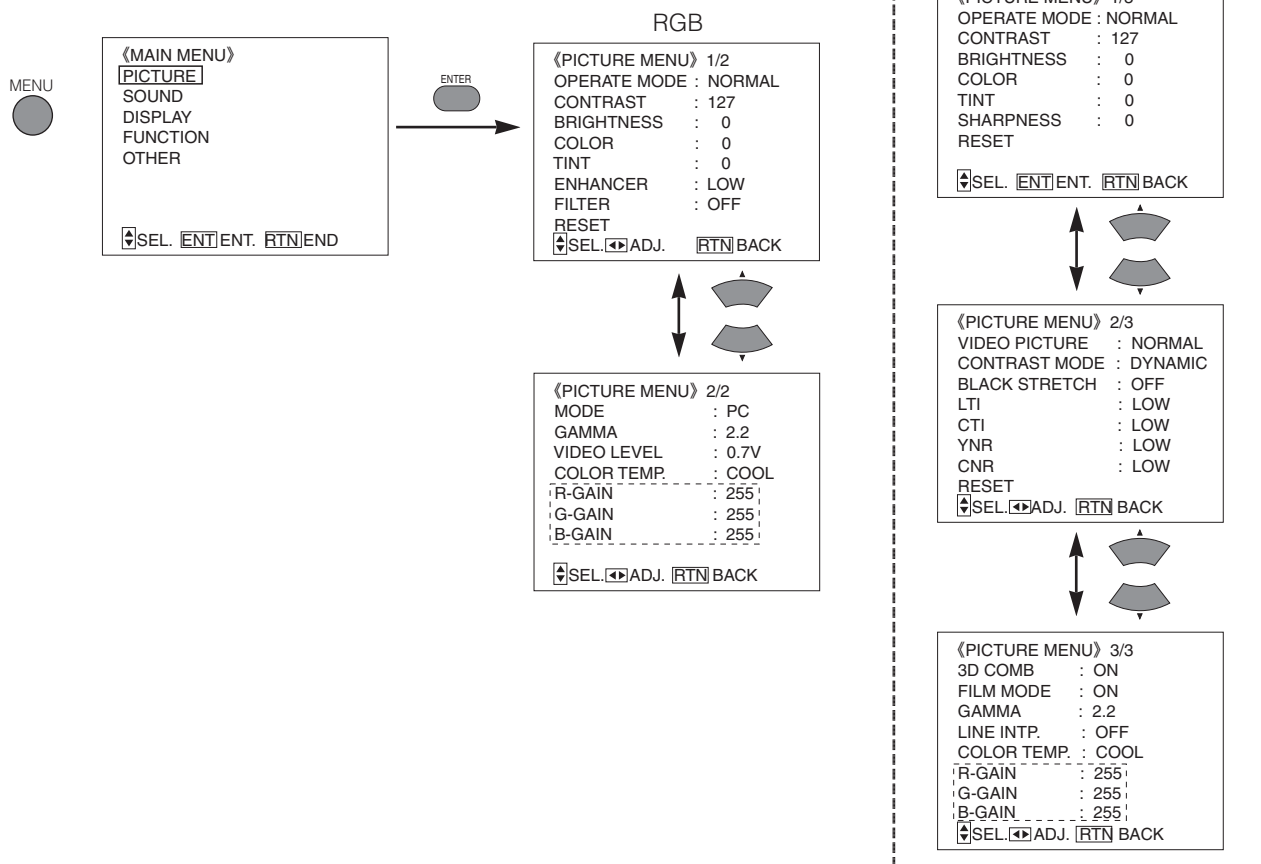 MENU
《MAIN MENU》
PICTURE
SOUND
DISPLAY
FUNCTION
OTHER
SEL. ENT ENT. RTN END
ENTER
RGB
《PICTURE MENU》 1/2
OPERATE MODE : NORMAL
CONTRAST : 127
BRIGHTNESS : 0
COLOR : 0
TINT : 0
ENHANCER : LOW
FILTER : OFF
RESET
SEL. ADJ. RTN BACK
《PICTURE MENU》 2/2
MODE : PC
GAMMA : 2.2
VIDEO LEVEL : 0.7V
COLOR TEMP. : COOL
R-GAIN : 255
G-GAIN : 255
B-GAIN : 255
SEL. ADJ. RTN BACK
《PICTURE MENU》 1/3
OPERATE MODE : NORMAL
CONTRAST : 127
BRIGHTNESS : 0
COLOR : 0
TINT : 0
SHARPNESS : 0
RESET
SEL. ENT ENT. RTN BACK
《PICTURE MENU》 2/3
VIDEO PICTURE : NORMAL
CONTRAST MODE : DYNAMIC
BLACK STRETCH : OFF
LTI : LOW
CTI : LOW
YNR : LOW
CNR : LOW
RESET
SEL. ADJ. RTN BACK
《PICTURE MENU》 3/3
3D COMB : ON
FILM MODE : ON
GAMMA : 2.2
LINE INTP. : OFF
COLOR TEMP. : COOL
R-GAIN : 255
G-GAIN : 255
B-GAIN : 255
SEL. ADJ. RTN BACK